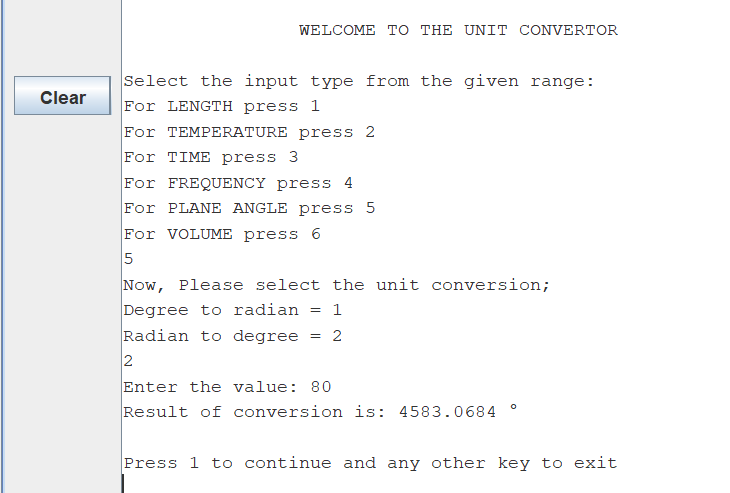 WELCOME TO THE UNIT CONVERTOR
Clear
Select the input type from the given range:
For LENGTH press 1
For TEMPERATURE press 2
For TIME press 3
For FREQUENCY press 4
For PLANE ANGLE press 5
For VOLUME press 6
5
Now, Please select the unit conversion;
Degree to radian = 1
Radian to degree = 2
2
Enter the value: 80
Result of conversion is: 4583.0684 °
Press 1 to continue and any other key to exit